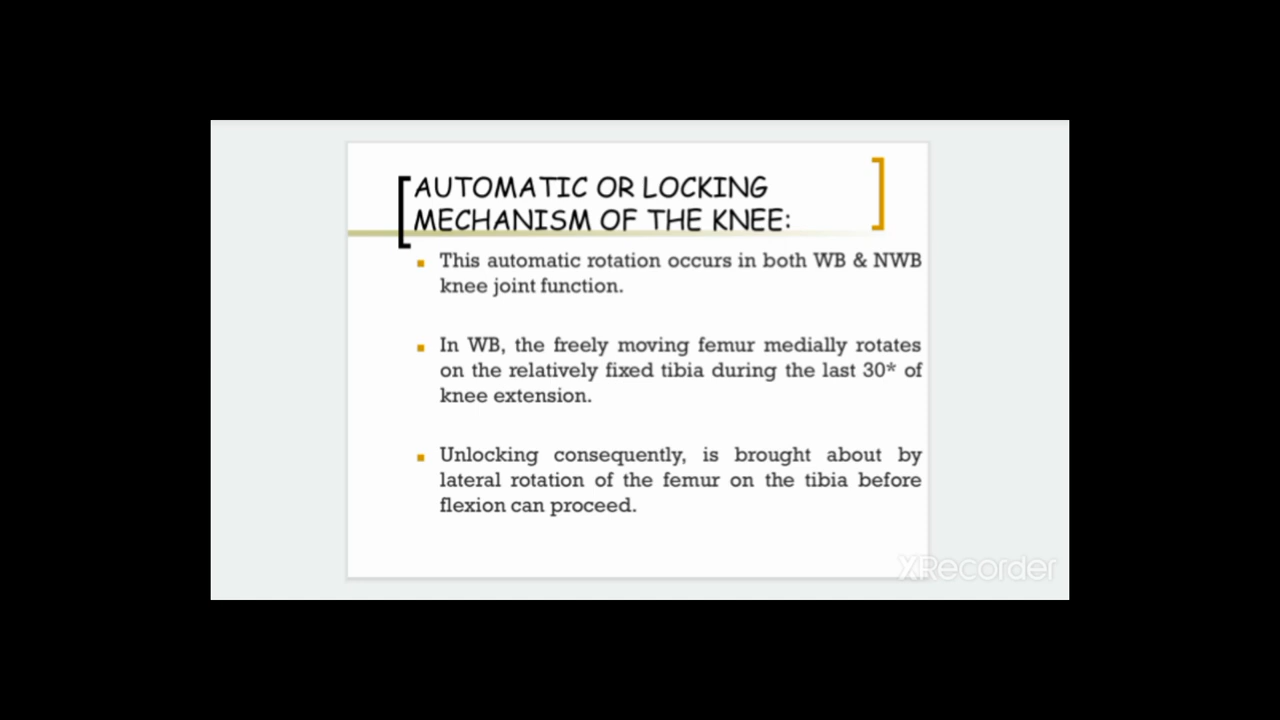 AUTOMATIC OR LOCKING
MECHANISM OF THE KNEE:
This automatic rotation occurs in both WB & NWB
knee joint function.
In WB, the freely moving femur medially rotates
on the relatively fixed tibia during the last 30* of
knee extension.
Unlocking consequently, is brought about by
lateral rotation of the femur on the tibia before
flexion can proceed.
XRecorder